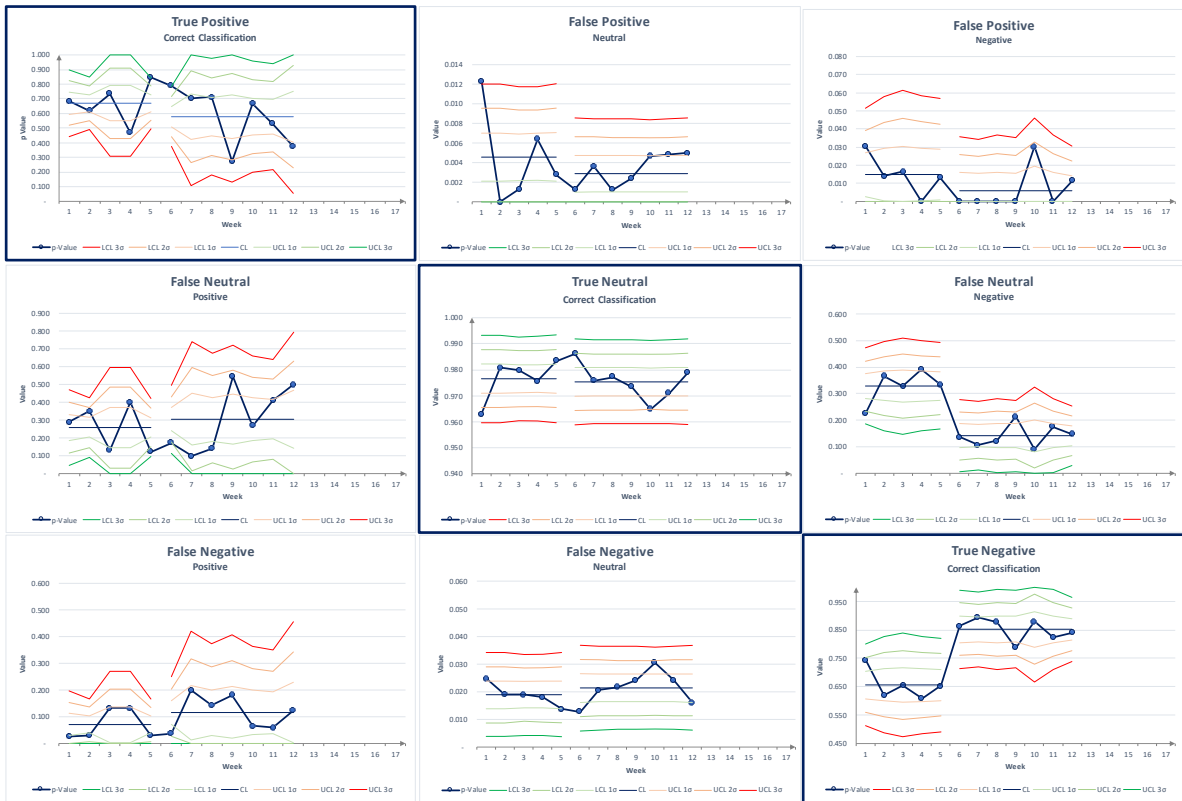 True Positive
Correct Classification
p Value
1.000
0.900
0.800
0.700
0.600
0.500
0.400
0.300
0.200
0.100
1 2 3 4 5 6 7 8 9 10 11 12 13 14 15 16 17
Week
p-Value LCL 3σ LCL 2σ LCL 1σ CL UCL 1σ UCL 2σ UCL 3σ
False Positive
Neutral
Value
0.014
0.012
0.010
0.008
0.006
0.004
0.002
-
1 2 3 4 5 6 7 8 9 10 11 12 13 14 15 16 17
Week
p-Value LCL 3σ LCL 2σ LCL 1σ CL UCL 1σ UCL 2σ UCL 3σ
False Positive
Negative
Value
0.080
0.070
0.060
0.050
0.040
0.030
0.020
0.010
-
1 2 3 4 5 6 7 8 9 10 11 12 13 14 15 16 17
Week
p-Value LCL 3σ LCL 2σ LCL 1σ CL UCL 1σ UCL 2σ UCL 3σ
False Neutral
Positive
Value
0.900
0.800
0.700
0.600
0.500
0.400
0.300
0.200
0.100
-
1 2 3 4 5 6 7 8 9 10 11 12 13 14 15 16 17
Week
p-Value LCL 3σ LCL 2σ LCL 1σ CL UCL 1σ UCL 2σ UCL 3σ
True Neutral
Correct Classification
Value
1.000
0.990
0.980
0.970
0.960
0.950
0.940
1 2 3 4 5 6 7 8 9 10 11 12 13 14 15 16 17
Week
p-Value LCL 3σ LCL 2σ LCL 1σ CL UCL 1σ UCL 2σ UCL 3σ
False Neutral
Negative
Value
0.600
0.500
0.400
0.300
0.200
0.100
-
1 2 3 4 5 6 7 8 9 10 11 12 13 14 15 16 17
Week
p-Value LCL 3σ LCL 2σ LCL 1σ CL UCL 1σ UCL 2σ UCL 3σ
False Negative
Positive
Value
0.600
0.500
0.400
0.300
0.200
0.100
-
1 2 3 4 5 6 7 8 9 10 11 12 13 14 15 16 17
Week
p-Value LCL 3σ LCL 2σ LCL 1σ CL UCL 1σ UCL 2σ UCL 3σ
False Negative
Neutral
Value
0.060
0.050
0.040
0.030
0.020
0.010
-
1 2 3 4 5 6 7 8 9 10 11 12 13 14 15 16 17
Week
p-Value LCL 3σ LCL 2σ LCL 1σ CL UCL 1σ UCL 2σ UCL 3σ
True Negative
Correct Classification
Value
0.950
0.850
0.750
0.650
0.550
0.450
1 2 3 4 5 6 7 8 9 10 11 12 13 14 15 16 17
Week
p-Value LCL 3σ LCL 2σ LCL 1σ CL UCL 1σ UCL 2σ UCL 3σ